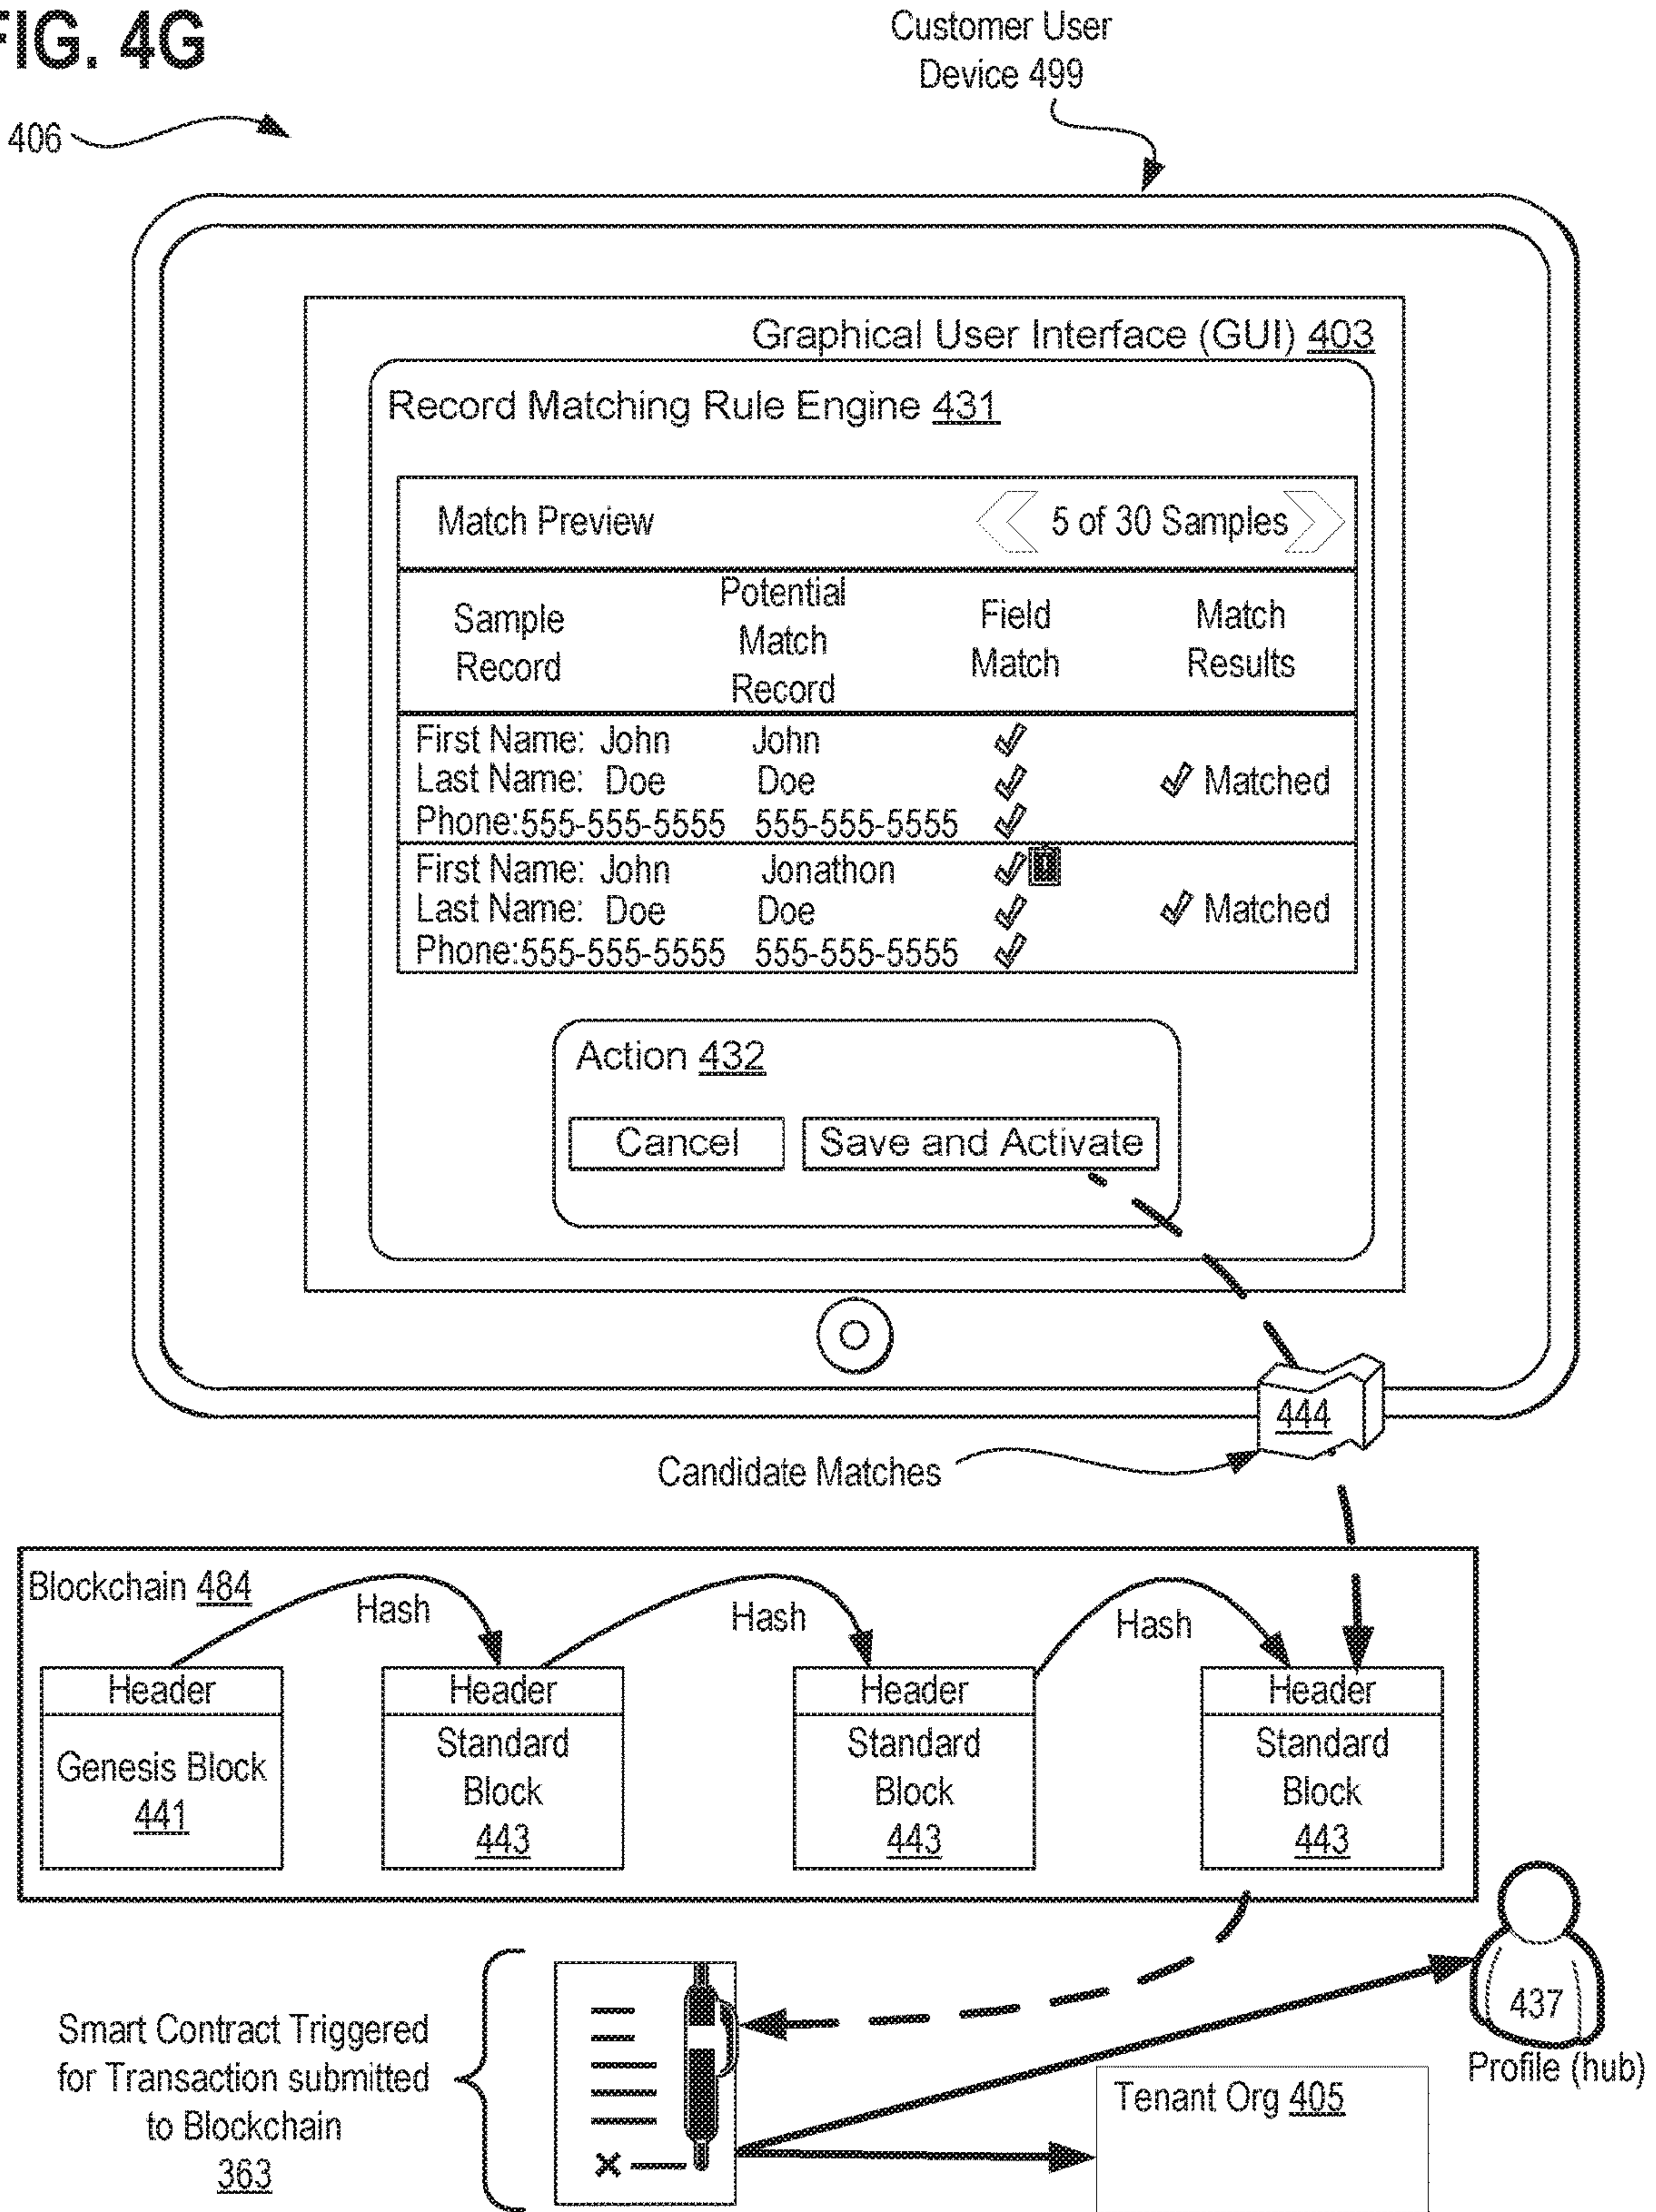 FIG. 4G
406
Customer User
Device 499
Graphical User Interface (GUI) 403
Record Matching Rule Engine 431
Match Preview 5 of 30 Samples
Sample
Record
Potential
Match
Record
Field
Match
Match
Results
First Name: John John
Last Name: Doe Doe Matched
Phone:555-555-5555 555-555-5555
First Name: John Jonathon
Last Name: Doe Doe Matched
Phone:555-555-5555 555-555-5555
Action 432
Cancel Save and Activate
444
Candidate Matches
Blockchain 484
Hash Hash Hash
Header Header Header Header
Genesis Block
441
Standard
Block
443
Standard
Block
443
Standard
Block
443
Smart Contract Triggered
for Transaction submitted
to Blockchain
363
437
Profile (hub)
Tenant Org 405